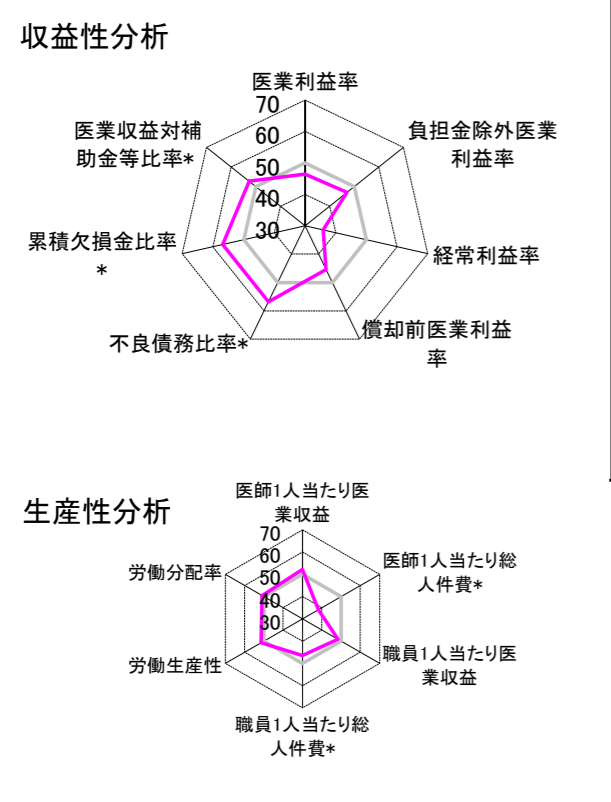 収益性分析
医業利益率
70
60
50
40
30
負担金除外医業
利益率
経常利益率
償却前医業利益
率
不良債務比率*
累積欠損金比率
*
医業収益対補
助金等比率*
生産性分析
医師1人当たり医
業収益
70
60
50
40
30
医師1人当たり総
人件費*
職員1人当たり医
業収益
職員1人当たり総
人件費*
労働生産性
労働分配率